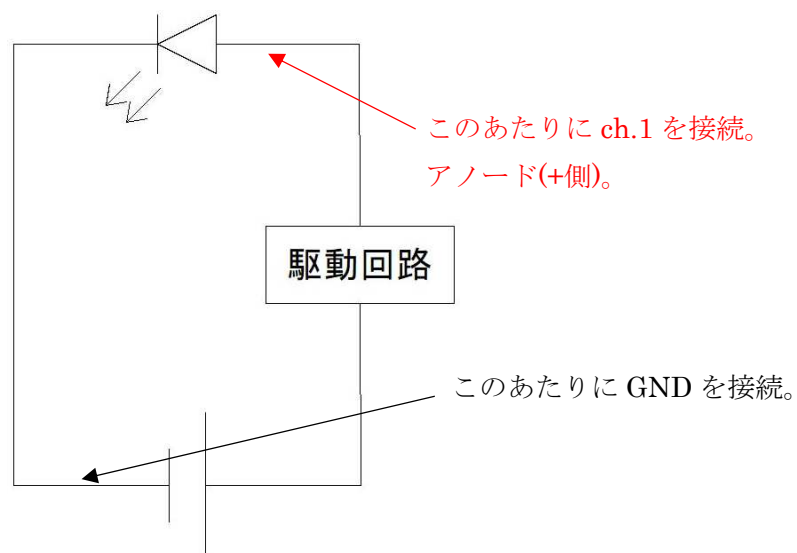 このあたりに ch.1 を接続。
アノード(+側)。
駆動回路
このあたりに GND を接続。